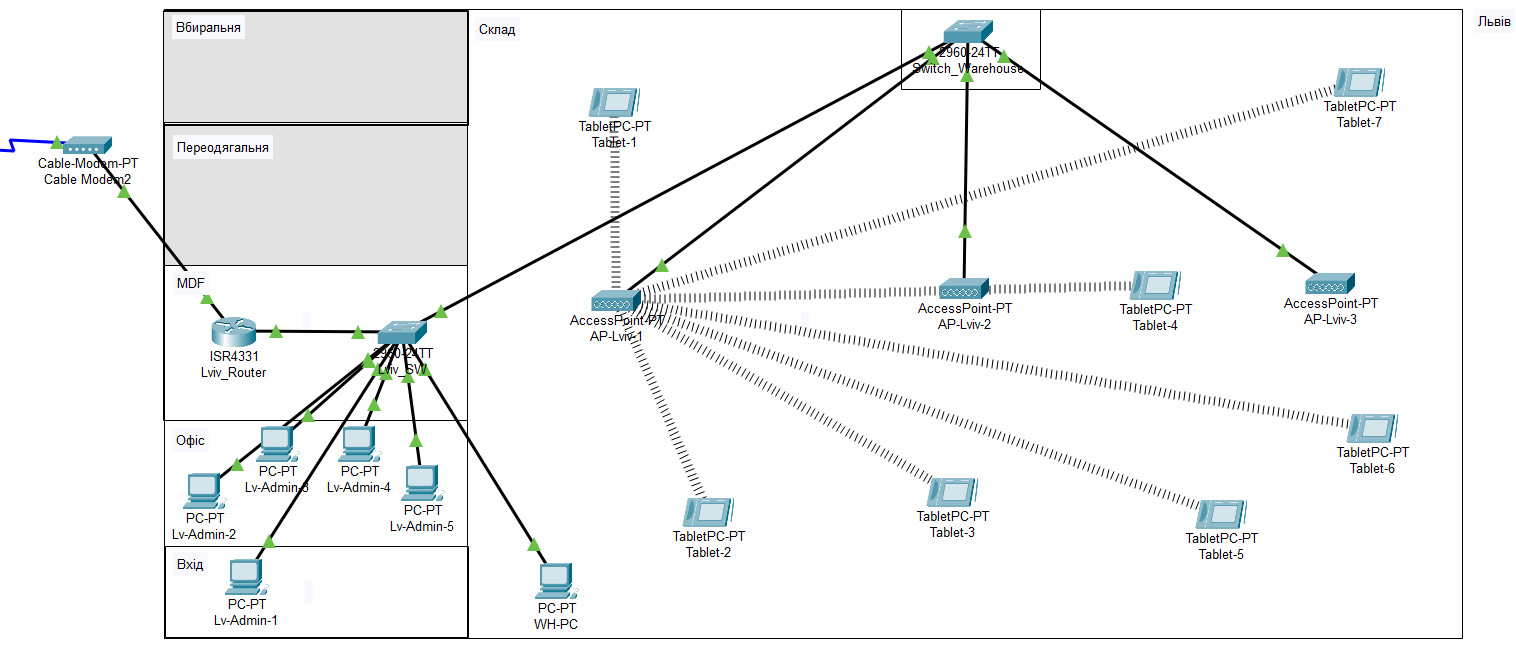 Вбиральня
Склад
Львів
2960-24TT
Switch_Warehouse
TabletPC-PT
Tablet-7
TabletPC-PT
Tablet-1
Переодягальня
Cable-Modem-PT
Cable Modem2
MDF
ISR4331
Lviv_Router
2960-24TT
Lviv_SW
AccessPoint-PT
AP-Lviv-1
AccessPoint-PT
AP-Lviv-2
TabletPC-PT
Tablet-4
AccessPoint-PT
AP-Lviv-3
Офіс
PC-PT
Lv-Admin-3
PC-PT
Lv-Admin-4
PC-PT
Lv-Admin-2
PC-PT
Lv-Admin-5
TabletPC-PT
Tablet-6
TabletPC-PT
Tablet-2
TabletPC-PT
Tablet-3
TabletPC-PT
Tablet-5
Вхід
PC-PT
Lv-Admin-1
PC-PT
WH-PC